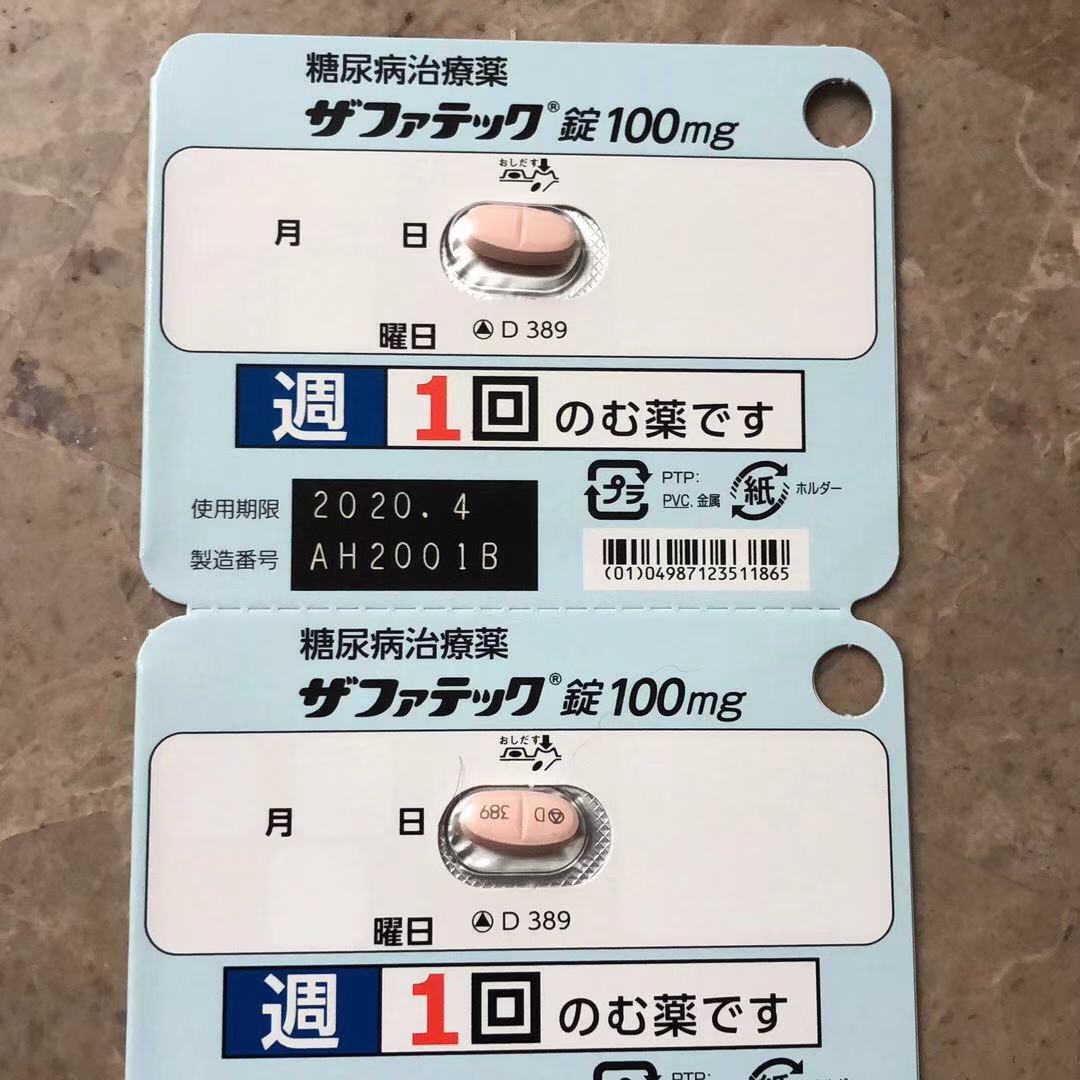 糖尿病治療薬
ザファテック®錠100mg
おしだす
月 日
曜日 D 389
週1回のむ薬です
使用期限 2020.4
製造番号 AH2001B
プラ PTP: PVC, 金属 紙 ホルダー
(01)04987123511865
糖尿病治療薬
ザファテック®錠100mg
おしだす
月 日
D 389
曜日 D 389
週1回のむ薬です
PTP: